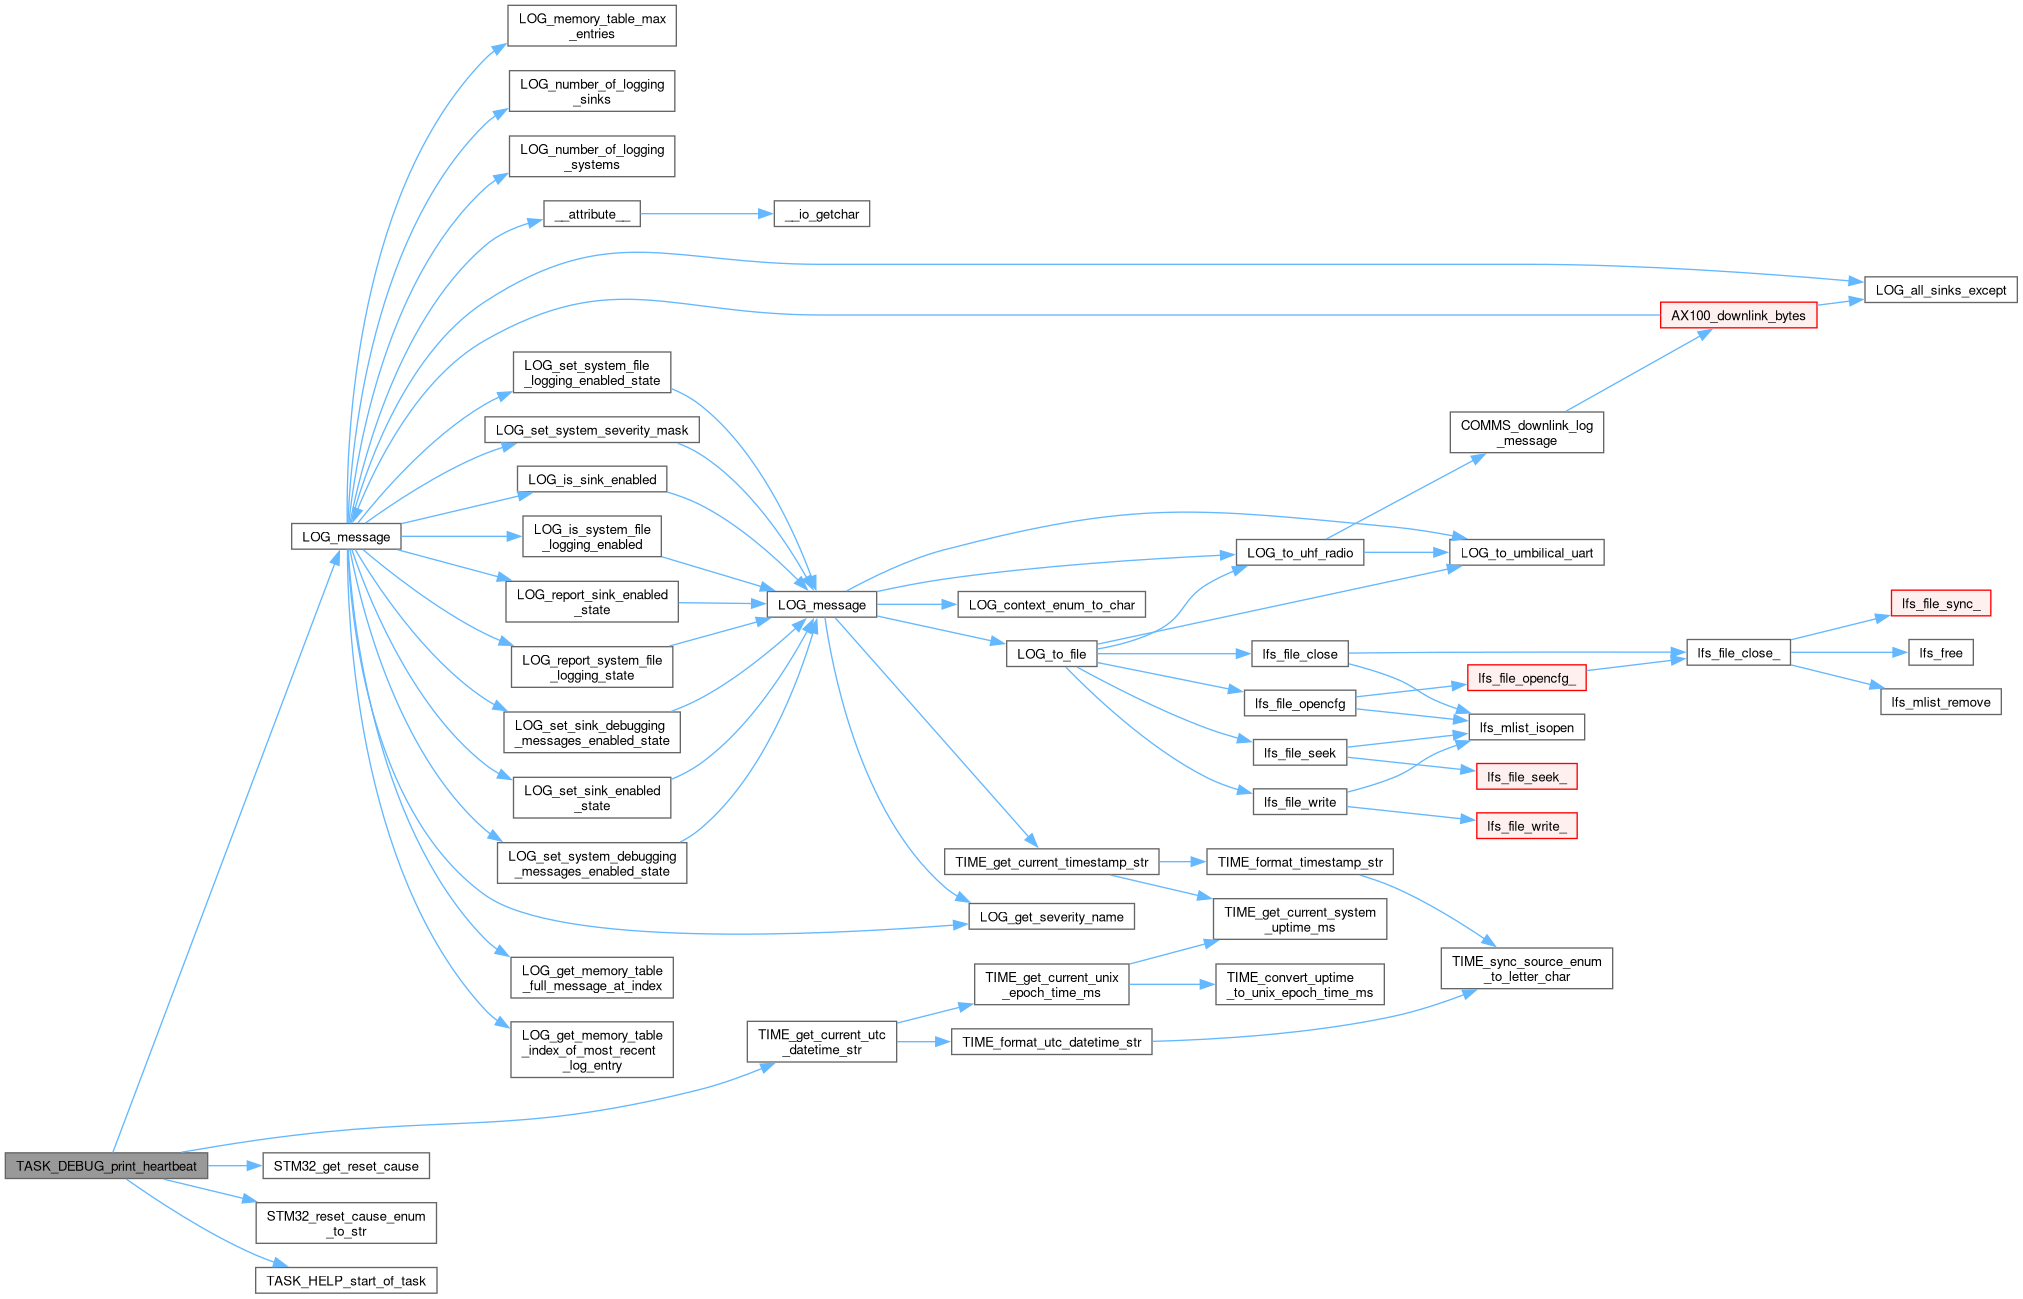 LOG_memory_table_max
_entries
LOG_number_of_logging
_sinks
LOG_number_of_logging
_systems
__attribute__
__io_getchar
LOG_all_sinks_except
AX100_downlink_bytes
LOG_set_system_file
_logging_enabled_state
LOG_set_system_severity_mask
COMMS_downlink_log
_message
LOG_is_sink_enabled
LOG_message
LOG_is_system_file
_logging_enabled
LOG_to_uhf_radio
LOG_to_umbilical_uart
LOG_report_sink_enabled
_state
LOG_message
LOG_context_enum_to_char
lfs_file_sync_
LOG_report_system_file
_logging_state
LOG_to_file
lfs_file_close
lfs_file_close_
lfs_free
lfs_file_opencfg_
lfs_file_opencfg
lfs_mlist_remove
LOG_set_sink_debugging
_messages_enabled_state
lfs_mlist_isopen
lfs_file_seek
lfs_file_seek_
LOG_set_sink_enabled
_state
lfs_file_write
lfs_file_write_
LOG_set_system_debugging
_messages_enabled_state
TIME_get_current_timestamp_str
TIME_format_timestamp_str
LOG_get_severity_name
TIME_get_current_system
_uptime_ms
LOG_get_memory_table
_full_message_at_index
TIME_get_current_unix
_epoch_time_ms
TIME_convert_uptime
_to_unix_epoch_time_ms
TIME_sync_source_enum
_to_letter_char
LOG_get_memory_table
_index_of_most_recent
_log_entry
TIME_get_current_utc
_datetime_str
TIME_format_utc_datetime_str
TASK_DEBUG_print_heartbeat
STM32_get_reset_cause
STM32_reset_cause_enum
_to_str
TASK_HELP_start_of_task